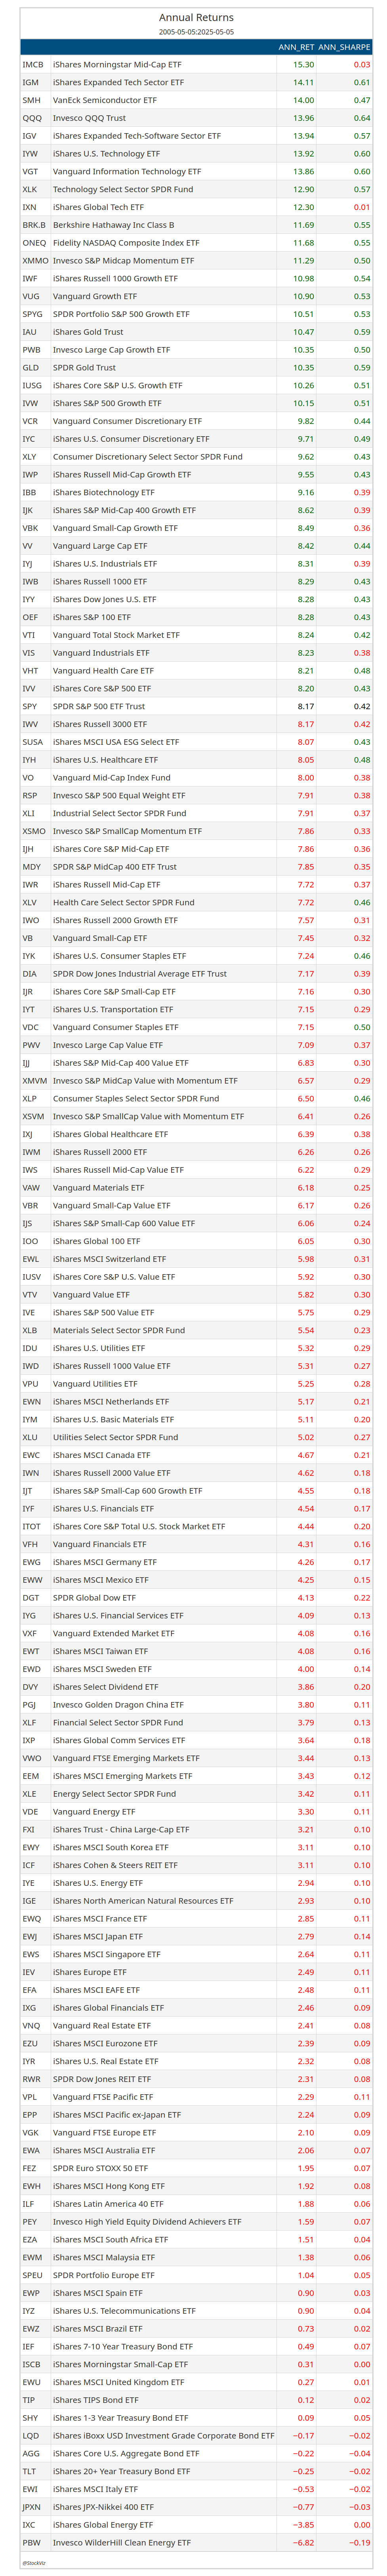 Annual Returns
2005-05-05:2025-05-05
ANN_RET ANN_SHARPE
IMCB iShares Morningstar Mid-Cap ETF 15.30 0.03
IGM iShares Expanded Tech Sector ETF 14.11 0.61
SMH VanEck Semiconductor ETF 14.00 0.47
QQQ Invesco QQQ Trust 13.96 0.64
IGV iShares Expanded Tech-Software Sector ETF 13.94 0.57
IYW iShares U.S. Technology ETF 13.92 0.60
VGT Vanguard Information Technology ETF 13.86 0.60
XLK Technology Select Sector SPDR Fund 12.90 0.57
IXN iShares Global Tech ETF 12.30 0.01
BRK.B Berkshire Hathaway Inc Class B 11.69 0.55
ONEQ Fidelity NASDAQ Composite Index ETF 11.68 0.55
XMMO Invesco S&P Midcap Momentum ETF 11.29 0.50
IWF iShares Russell 1000 Growth ETF 10.98 0.54
VUG Vanguard Growth ETF 10.90 0.53
SPYG SPDR Portfolio S&P 500 Growth ETF 10.51 0.53
IAU iShares Gold Trust 10.47 0.59
PWB Invesco Large Cap Growth ETF 10.35 0.50
GLD SPDR Gold Trust 10.35 0.59
IUSG iShares Core S&P U.S. Growth ETF 10.26 0.51
IVW iShares S&P 500 Growth ETF 10.15 0.51
VCR Vanguard Consumer Discretionary ETF 9.82 0.44
IYC iShares U.S. Consumer Discretionary ETF 9.71 0.49
XLY Consumer Discretionary Select Sector SPDR Fund 9.62 0.43
IWP iShares Russell Mid-Cap Growth ETF 9.55 0.43
IBB iShares Biotechnology ETF 9.16 0.39
IJK iShares S&P Mid-Cap 400 Growth ETF 8.62 0.39
VBK Vanguard Small-Cap Growth ETF 8.49 0.36
VV Vanguard Large Cap ETF 8.42 0.44
IYJ iShares U.S. Industrials ETF 8.31 0.39
IWB iShares Russell 1000 ETF 8.29 0.43
IYY iShares Dow Jones U.S. ETF 8.28 0.43
OEF iShares S&P 100 ETF 8.28 0.43
VTI Vanguard Total Stock Market ETF 8.24 0.42
VIS Vanguard Industrials ETF 8.23 0.38
VHT Vanguard Health Care ETF 8.21 0.48
IVV iShares Core S&P 500 ETF 8.20 0.43
SPY SPDR S&P 500 ETF Trust 8.17 0.42
IWV iShares Russell 3000 ETF 8.17 0.42
SUSA iShares MSCI USA ESG Select ETF 8.07 0.43
IYH iShares U.S. Healthcare ETF 8.05 0.48
VO Vanguard Mid-Cap Index Fund 8.00 0.38
RSP Invesco S&P 500 Equal Weight ETF 7.91 0.38
XLI Industrial Select Sector SPDR Fund 7.91 0.37
XSMO Invesco S&P SmallCap Momentum ETF 7.86 0.33
IJH iShares Core S&P Mid-Cap ETF 7.86 0.36
MDY SPDR S&P MidCap 400 ETF Trust 7.85 0.35
IWR iShares Russell Mid-Cap ETF 7.72 0.37
XLV Health Care Select Sector SPDR Fund 7.72 0.46
IWO iShares Russell 2000 Growth ETF 7.57 0.31
VB Vanguard Small-Cap ETF 7.45 0.32
IYK iShares U.S. Consumer Staples ETF 7.24 0.46
DIA SPDR Dow Jones Industrial Average ETF Trust 7.17 0.39
IJR iShares Core S&P Small-Cap ETF 7.16 0.30
IYT iShares U.S. Transportation ETF 7.15 0.29
VDC Vanguard Consumer Staples ETF 7.15 0.50
PWV Invesco Large Cap Value ETF 7.09 0.37
IJJ iShares S&P Mid-Cap 400 Value ETF 6.83 0.30
XMVM Invesco S&P MidCap Value with Momentum ETF 6.57 0.29
XLP Consumer Staples Select Sector SPDR Fund 6.50 0.46
XSVM Invesco S&P SmallCap Value with Momentum ETF 6.41 0.26
IXJ iShares Global Healthcare ETF 6.39 0.38
IWM iShares Russell 2000 ETF 6.26 0.26
IWS iShares Russell Mid-Cap Value ETF 6.22 0.29
VAW Vanguard Materials ETF 6.18 0.25
VBR Vanguard Small-Cap Value ETF 6.17 0.26
IJS iShares S&P Small-Cap 600 Value ETF 6.06 0.24
IOO iShares Global 100 ETF 6.05 0.30
EWL iShares MSCI Switzerland ETF 5.98 0.31
IUSV iShares Core S&P U.S. Value ETF 5.92 0.30
VTV Vanguard Value ETF 5.82 0.30
IVE iShares S&P 500 Value ETF 5.75 0.29
XLB Materials Select Sector SPDR Fund 5.54 0.23
IDU iShares U.S. Utilities ETF 5.32 0.29
IWD iShares Russell 1000 Value ETF 5.31 0.27
VPU Vanguard Utilities ETF 5.25 0.28
EWN iShares MSCI Netherlands ETF 5.17 0.21
IYM iShares U.S. Basic Materials ETF 5.11 0.20
XLU Utilities Select Sector SPDR Fund 5.02 0.27
EWC iShares MSCI Canada ETF 4.67 0.21
IWN iShares Russell 2000 Value ETF 4.62 0.18
IJT iShares S&P Small-Cap 600 Growth ETF 4.55 0.18
IYF iShares U.S. Financials ETF 4.54 0.17
ITOT iShares Core S&P Total U.S. Stock Market ETF 4.44 0.20
VFH Vanguard Financials ETF 4.31 0.16
EWG iShares MSCI Germany ETF 4.26 0.17
EWW iShares MSCI Mexico ETF 4.25 0.15
DGT SPDR Global Dow ETF 4.13 0.22
IYG iShares U.S. Financial Services ETF 4.09 0.13
VXF Vanguard Extended Market ETF 4.08 0.16
EWT iShares MSCI Taiwan ETF 4.08 0.16
EWD iShares MSCI Sweden ETF 4.00 0.14
DVY iShares Select Dividend ETF 3.86 0.20
PGJ Invesco Golden Dragon China ETF 3.80 0.11
XLF Financial Select Sector SPDR Fund 3.79 0.13
IXP iShares Global Comm Services ETF 3.64 0.18
VWO Vanguard FTSE Emerging Markets ETF 3.44 0.13
EEM iShares MSCI Emerging Markets ETF 3.43 0.12
XLE Energy Select Sector SPDR Fund 3.42 0.11
VDE Vanguard Energy ETF 3.30 0.11
FXI iShares Trust - China Large-Cap ETF 3.21 0.10
EWY iShares MSCI South Korea ETF 3.11 0.10
ICF iShares Cohen & Steers REIT ETF 3.11 0.10
IYE iShares U.S. Energy ETF 2.94 0.10
IGE iShares North American Natural Resources ETF 2.93 0.10
EWQ iShares MSCI France ETF 2.85 0.11
EWJ iShares MSCI Japan ETF 2.79 0.14
EWS iShares MSCI Singapore ETF 2.64 0.11
IEV iShares Europe ETF 2.49 0.11
EFA iShares MSCI EAFE ETF 2.48 0.11
IXG iShares Global Financials ETF 2.46 0.09
VNQ Vanguard Real Estate ETF 2.41 0.08
EZU iShares MSCI Eurozone ETF 2.39 0.09
IYR iShares U.S. Real Estate ETF 2.32 0.08
RWR SPDR Dow Jones REIT ETF 2.31 0.08
VPL Vanguard FTSE Pacific ETF 2.29 0.11
EPP iShares MSCI Pacific ex-Japan ETF 2.24 0.09
VGK Vanguard FTSE Europe ETF 2.10 0.09
EWA iShares MSCI Australia ETF 2.06 0.07
FEZ SPDR Euro STOXX 50 ETF 1.95 0.07
EWH iShares MSCI Hong Kong ETF 1.92 0.08
ILF iShares Latin America 40 ETF 1.88 0.06
PEY Invesco High Yield Equity Dividend Achievers ETF 1.59 0.07
EZA iShares MSCI South Africa ETF 1.51 0.04
EWM iShares MSCI Malaysia ETF 1.38 0.06
SPEU SPDR Portfolio Europe ETF 1.04 0.05
EWP iShares MSCI Spain ETF 0.90 0.03
IYZ iShares U.S. Telecommunications ETF 0.90 0.04
EWZ iShares MSCI Brazil ETF 0.73 0.02
IEF iShares 7-10 Year Treasury Bond ETF 0.49 0.07
ISCB iShares Morningstar Small-Cap ETF 0.31 0.00
EWU iShares MSCI United Kingdom ETF 0.27 0.01
TIP iShares TIPS Bond ETF 0.12 0.02
SHY iShares 1-3 Year Treasury Bond ETF 0.09 0.05
LQD iShares iBoxx USD Investment Grade Corporate Bond ETF −0.17 −0.02
AGG iShares Core U.S. Aggregate Bond ETF −0.22 −0.04
TLT iShares 20+ Year Treasury Bond ETF −0.25 −0.02
EWI iShares MSCI Italy ETF −0.53 −0.02
JPXN iShares JPX-Nikkei 400 ETF −0.77 −0.03
IXC iShares Global Energy ETF −3.85 0.00
PBW Invesco WilderHill Clean Energy ETF −6.82 −0.19
@StockViz